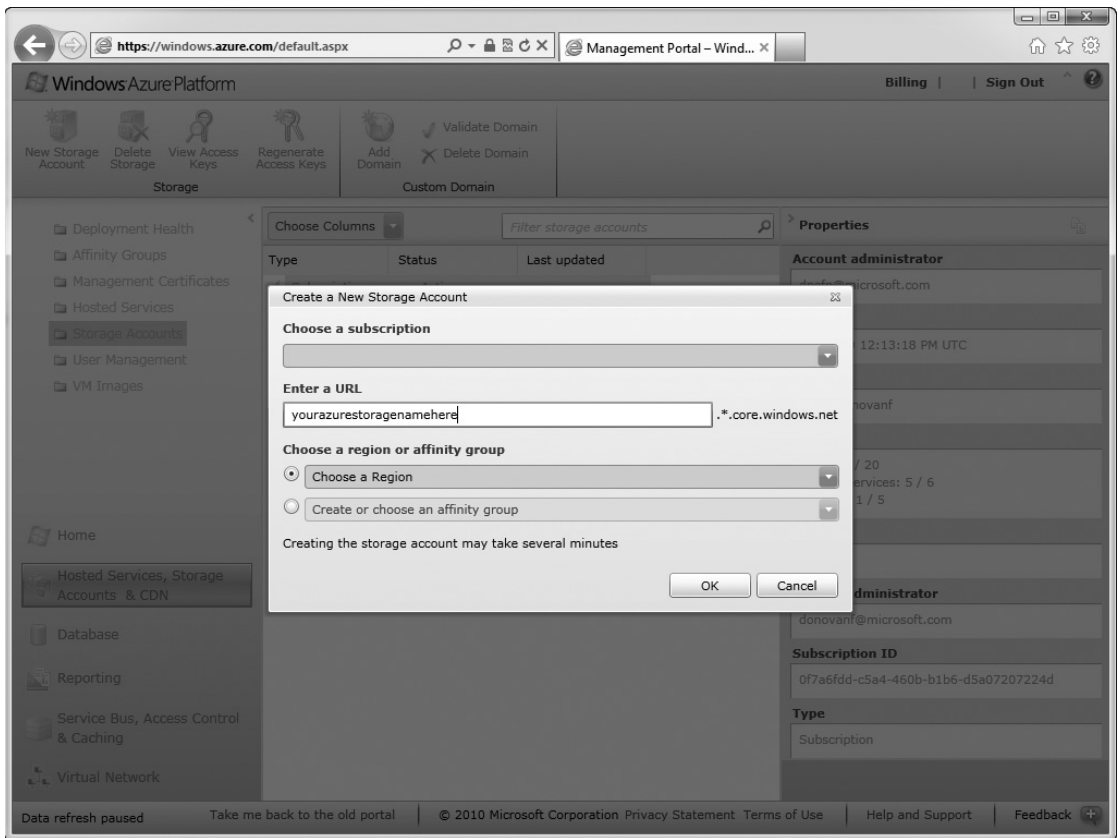 https://windows.azure.com/default.aspx
Management Portal – Wind...
Windows Azure Platform
Billing |
| Sign Out
New Storage Account
Delete Storage
View Access Keys
Regenerate Access Keys
Storage
Add Domain
Validate Domain
Delete Domain
Custom Domain
Deployment Health
Affinity Groups
Management Certificates
Hosted Services
Storage Accounts
User Management
VM Images
Home
Hosted Services, Storage
Accounts & CDN
Database
Reporting
Service Bus, Access Control
& Caching
Virtual Network
Choose Columns
Filter storage accounts
Type
Status
Last updated
Create a New Storage Account
Choose a subscription
Enter a URL
yourazurestoragenamehere
.*.core.windows.net
Choose a region or affinity group
Choose a Region
Create or choose an affinity group
Creating the storage account may take several minutes
OK
Cancel
Properties
Account administrator
12:13:18 PM UTC
/ 20
5 / 6
1 / 5
donovanf@microsoft.com
Subscription ID
0f7a6fdd-c5a4-460b-b1b6-d5a07207224d
Type
Subscription
Data refresh paused
Take me back to the old portal
© 2010 Microsoft Corporation Privacy Statement Terms of Use
Help and Support
Feedback